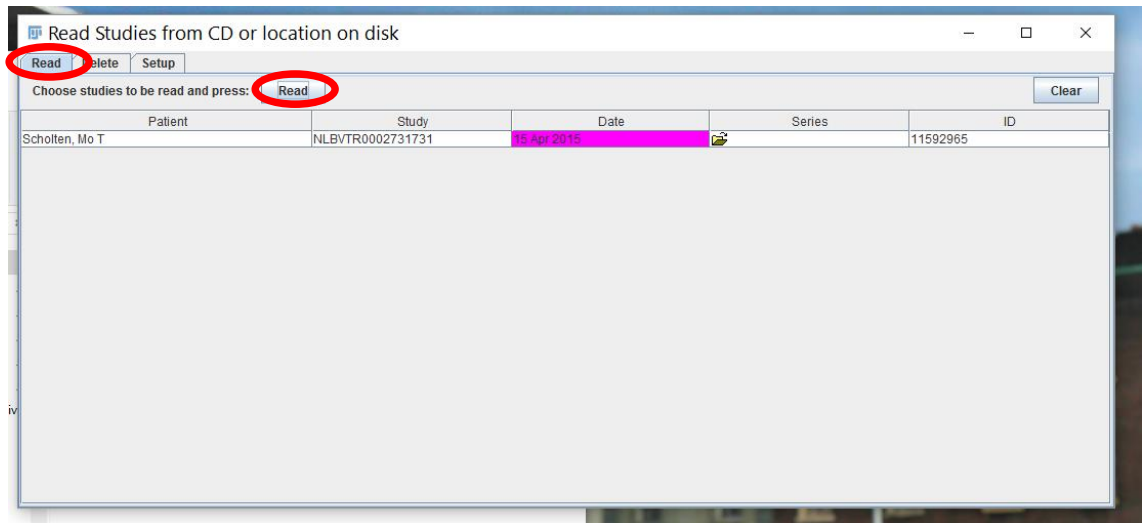 Read Studies from CD or location on disk
Read Delete Setup
Choose studies to be read and press: Read Clear
Patient Study Date Series ID
Scholten, Mo T NLBVTR0002731731 15 Apr 2015 11592965
iv